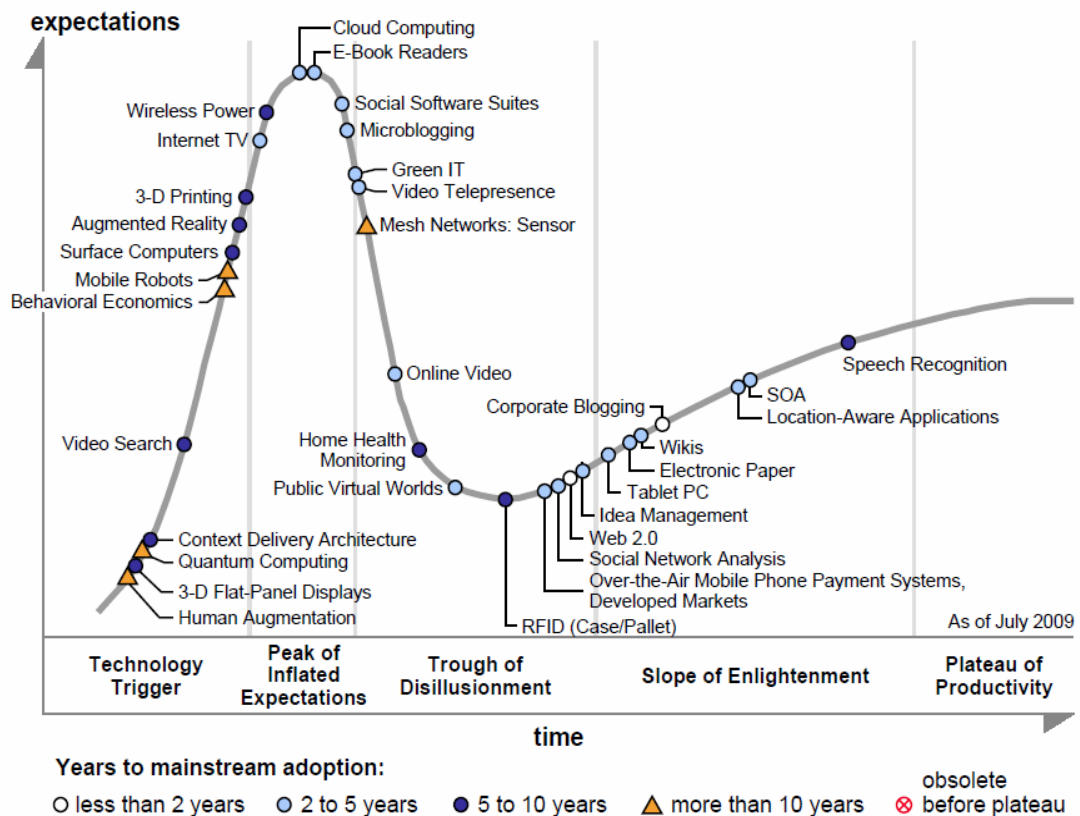 expectations
Cloud Computing
E-Book Readers
Wireless Power
Social Software Suites
Internet TV
Microblogging
Green IT
Video Telepresence
3-D Printing
Augmented Reality
Mesh Networks: Sensor
Surface Computers
Mobile Robots
Behavioral Economics
Online Video
Speech Recognition
SOA
Corporate Blogging
Location-Aware Applications
Video Search
Home Health
Monitoring
Wikis
Electronic Paper
Public Virtual Worlds
Tablet PC
Idea Management
Context Delivery Architecture
Web 2.0
Quantum Computing
Social Network Analysis
3-D Flat-Panel Displays
Over-the-Air Mobile Phone Payment Systems,
Developed Markets
Human Augmentation
RFID (Case/Pallet)
As of July 2009
Technology
Trigger
Peak of
Inflated
Expectations
Trough of
Disillusionment
Slope of Enlightenment
Plateau of
Productivity
time
Years to mainstream adoption:
less than 2 years
2 to 5 years
5 to 10 years
more than 10 years
obsolete
before plateau